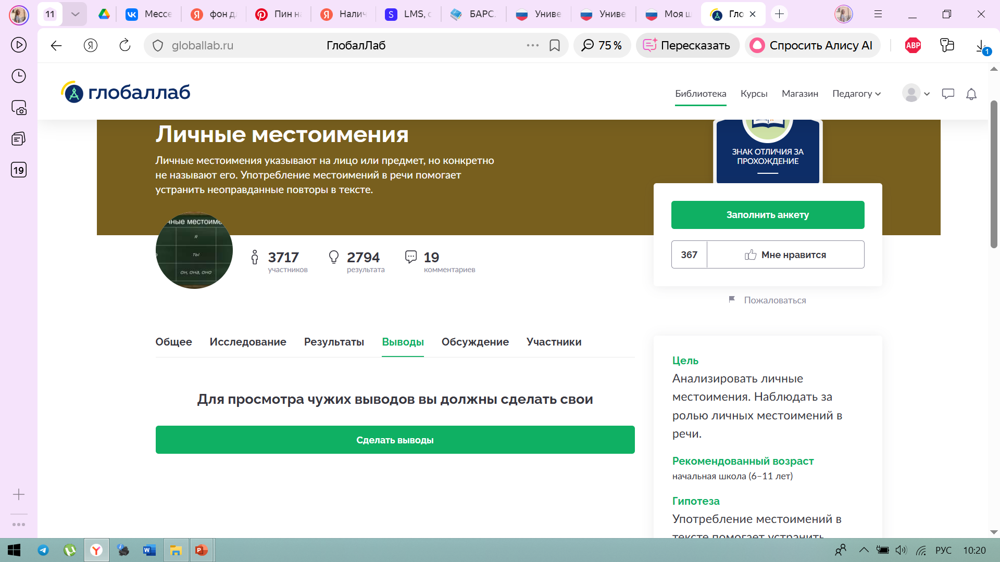 11
Мессе
фон д
Пин на
Налич
LMS, с
БАРС.
Униве
Униве
Моя ш
Гло
globallab.ru
ГлобалЛаб
75 %
Пересказать
Спросить Алису AI
ABP
1
19
глобаллаб
Библиотека
Курсы
Магазин
Педагогу
Личные местоимения
Личные местоимения указывают на лицо или предмет, но конкретно
не называют его. Употребление местоимений в речи помогает
устранить неоправданные повторы в тексте.
ЗНАК ОТЛИЧИЯ ЗА
ПРОХОЖДЕНИЕ
Заполнить анкету
367
Мне нравится
Пожаловаться
чные местоиме
я
ты
он, она, оно
3717
участников
2794
результата
19
комментариев
Общее
Исследование
Результаты
Выводы
Обсуждение
Участники
Для просмотра чужих выводов вы должны сделать свои
Сделать выводы
Цель
Анализировать личные
местоимения. Наблюдать за
ролью личных местоимений в
речи.
Рекомендованный возраст
начальная школа (6–11 лет)
Гипотеза
Употребление местоимений в
тексте помогает устранить
РУС
10:20